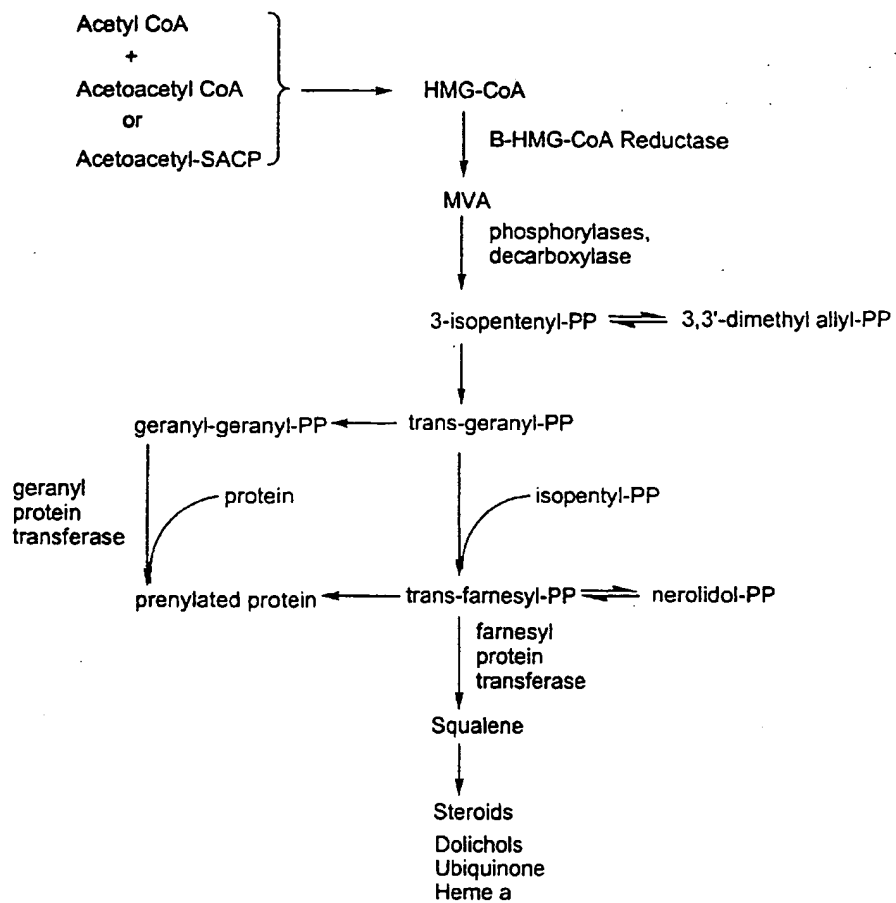 Acetyl CoA
+
Acetoacetyl CoA
or
Acetoacetyl-SACP
HMG-CoA
B-HMG-CoA Reductase
MVA
phosphorylases,
decarboxylase
3-isopentenyl-PP
3,3'-dimethyl allyl-PP
geranyl-geranyl-PP
trans-geranyl-PP
geranyl
protein
transferase
protein
isopentyl-PP
prenylated protein
trans-farnesyl-PP
nerolidol-PP
farnesyl
protein
transferase
Squalene
Steroids
Dolichols
Ubiquinone
Heme a